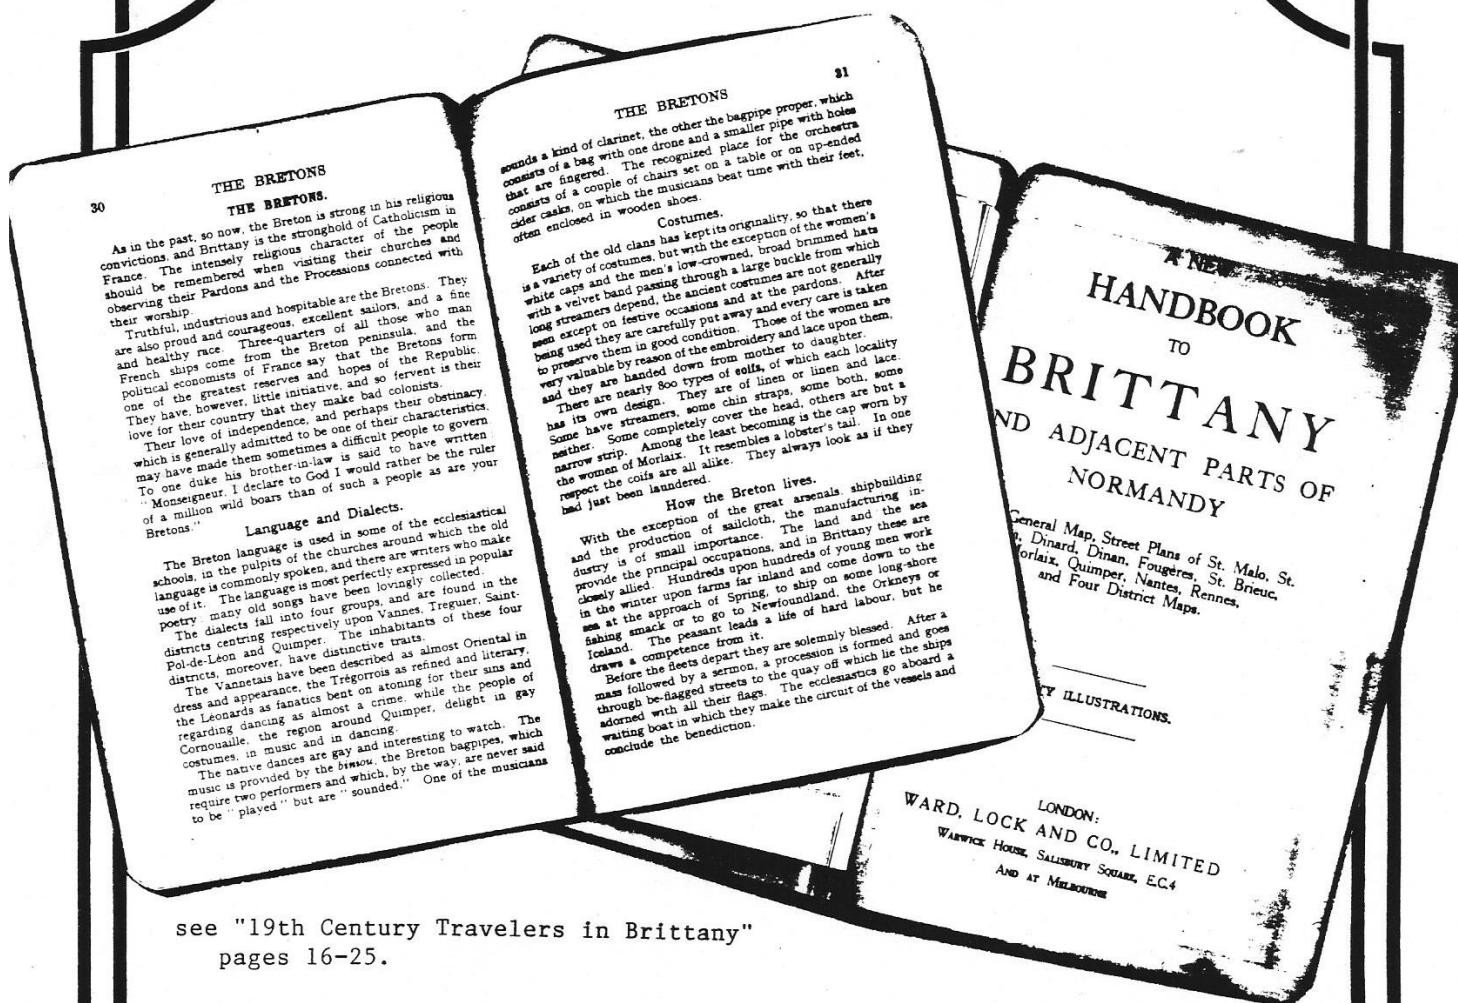 30
THE BRETONS
THE BRETONS.
As in the past, so now, the Breton is strong in his religious
convictions, and Brittany is the stronghold of Catholicism in
France. The intensely religious character of the people
should be remembered when visiting their churches and
observing their Pardons and the Processions connected with
their worship.
Truthful, industrious and hospitable are the Bretons. They
are also proud and courageous, excellent sailors, and a fine
and healthy race. Three-quarters of all those who man
French ships come from the Breton peninsula, and the
political economists of France say that the Bretons form
one of the greatest reserves and hopes of the Republic.
They have, however, little initiative, and so fervent is their
love for their country that they make bad colonists.
Their love of independence, and perhaps their obstinacy,
which is generally admitted to be one of their characteristics,
may have made them sometimes a difficult people to govern
To one duke his brother-in-law is said to have written
" Monseigneur, I declare to God I would rather be the ruler
of a million wild boars than of such a people as are your
Bretons."
Language and Dialects.
The Breton language is used in some of the ecclesiastical
schools, in the pulpits of the churches around which the old
language is commonly spoken, and there are writers who make
use of it. The language is most perfectly expressed in popular
poetry many old songs have been lovingly collected.
The dialects fall into four groups, and are found in the
districts centring respectively upon Vannes, Treguier, Saint-
Pol-de-Léon and Quimper. The inhabitants of these four
districts, moreover, have distinctive traits.
The Vannetais have been described as almost Oriental in
dress and appearance, the Trégorrois as refined and literary,
the Léonards as fanatics bent on atoning for their sins and
regarding dancing as almost a crime, while the people of
Cornouaille, the region around Quimper, delight in gay
costumes, in music and in dancing.
The native dances are gay and interesting to watch. The
music is provided by the biniou, the Breton bagpipes, which
require two performers and which, by the way, are never said
to be " played " but are " sounded." One of the musicians
THE BRETONS
31
sounds a kind of clarinet, the other the bagpipe proper, which
consists of a bag with one drone and a smaller pipe with holes
that are fingered. The recognized place for the orchestra
consists of a couple of chairs set on a table or on up-ended
cider casks, on which the musicians beat time with their feet,
often enclosed in wooden shoes.
Costumes.
Each of the old clans has kept its originality, so that there
is a variety of costumes, but with the exception of the women's
white caps and the men's low-crowned, broad brimmed hats
with a velvet band passing through a large buckle from which
long streamers depend, the ancient costumes are not generally
seen except on festive occasions and at the pardons. After
being used they are carefully put away and every care is taken
to preserve them in good condition. Those of the women are
very valuable by reason of the embroidery and lace upon them,
and they are handed down from mother to daughter.
There are nearly 800 types of coifs, of which each locality
has its own design. They are of linen or linen and lace.
Some have streamers, some chin straps, some both, some
neither. Some completely cover the head, others are but a
narrow strip. Among the least becoming is the cap worn by
the women of Morlaix. It resembles a lobster's tail. In one
respect the coifs are all alike. They always look as if they
had just been laundered.
How the Breton lives.
With the exception of the great arsenals, shipbuilding
and the production of sailcloth, the manufacturing in-
dustry is of small importance. The land and the sea
provide the principal occupations, and in Brittany these are
closely allied. Hundreds upon hundreds of young men work
in the winter upon farms far inland and come down to the
sea at the approach of Spring, to ship on some long-shore
fishing smack or to go to Newfoundland, the Orkneys or
Iceland. The peasant leads a life of hard labour, but he
draws a competence from it.
Before the fleets depart they are solemnly blessed. After a
mass followed by a sermon, a procession is formed and goes
through be-flagged streets to the quay off which lie the ships
adorned with all their flags. The ecclesiastics go aboard a
waiting boat in which they make the circuit of the vessels and
conclude the benediction.
A NEW
HANDBOOK
TO
BRITTANY
ND ADJACENT PARTS OF
NORMANDY
General Map, Street Plans of St. Malo, St.
Dinard, Dinan, Fougères, St. Brieuc,
Morlaix, Quimper, Nantes, Rennes,
and Four District Maps.
TY ILLUSTRATIONS.
LONDON:
WARD, LOCK AND CO., LIMITED
WARWICK HOUSE, SALISBURY SQUARE, E.C.4
AND AT MELBOURNE
see "19th Century Travelers in Brittany"
pages 16-25.